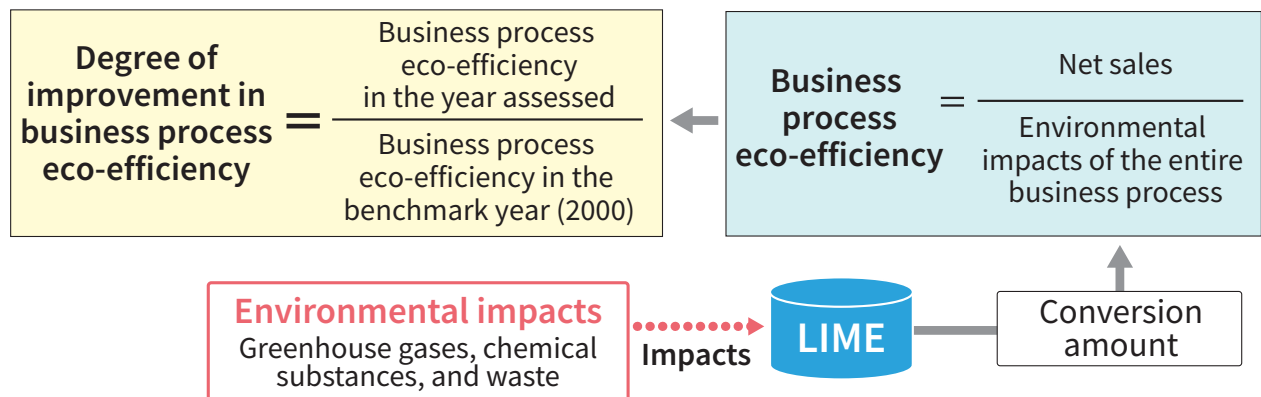 Degree of
improvement in
business process
eco-efficiency
=
Business process
eco-efficiency
in the year assessed
Business process
eco-efficiency in the
benchmark year (2000)
Business
process
eco-efficiency
=
Net sales
Environmental
impacts of the entire
business process
Environmental impacts
Greenhouse gases, chemical
substances, and waste
Impacts
LIME
Conversion
amount